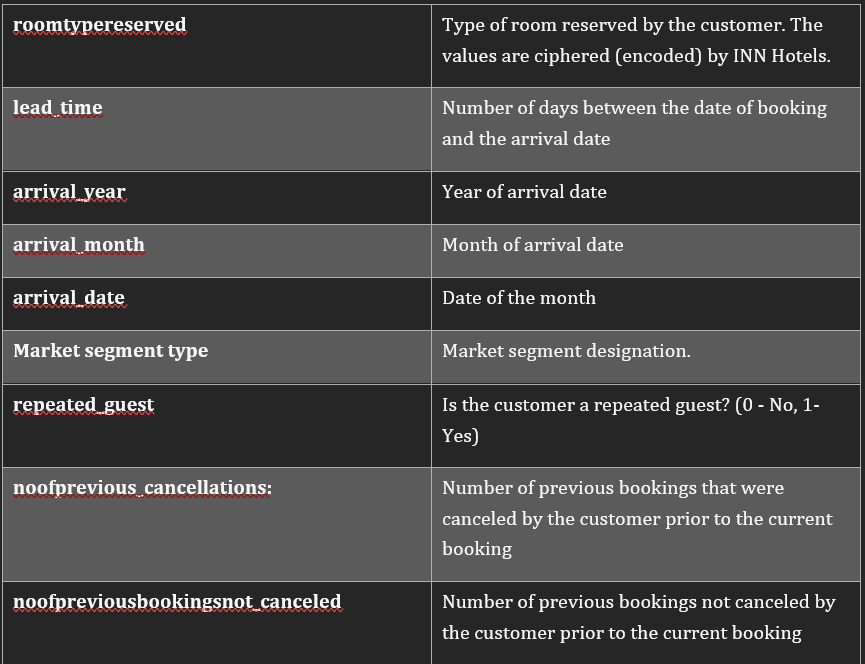 roomtypereserved
Type of room reserved by the customer. The
values are ciphered (encoded) by INN Hotels.
lead_time
Number of days between the date of booking
and the arrival date
arrival_year
Year of arrival date
arrival_month
Month of arrival date
arrival_date
Date of the month
Market segment type
Market segment designation.
repeated_guest
Is the customer a repeated guest? (0 - No, 1-
Yes)
noofprevious_cancellations:
Number of previous bookings that were
canceled by the customer prior to the current
booking
noofpreviousbookingsnot_canceled
Number of previous bookings not canceled by
the customer prior to the current booking